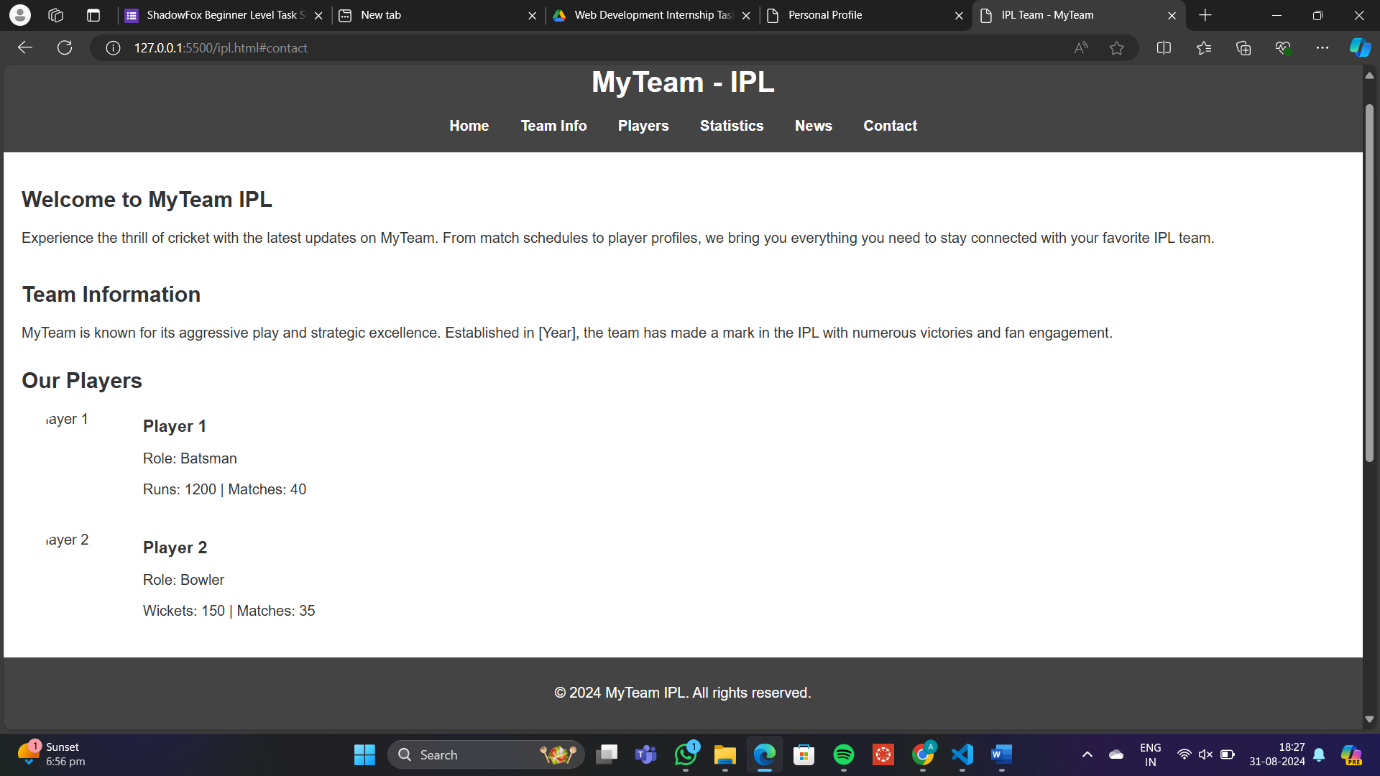 ShadowFox Beginner Level Task S
New tab
Web Development Internship Tas
Personal Profile
IPL Team - MyTeam
127.0.0.1:5500/ipl.html#contact
MyTeam - IPL
Home Team Info Players Statistics News Contact
Welcome to MyTeam IPL
Experience the thrill of cricket with the latest updates on MyTeam. From match schedules to player profiles, we bring you everything you need to stay connected with your favorite IPL team.
Team Information
MyTeam is known for its aggressive play and strategic excellence. Established in [Year], the team has made a mark in the IPL with numerous victories and fan engagement.
Our Players
ayer 1
Player 1
Role: Batsman
Runs: 1200 | Matches: 40
ayer 2
Player 2
Role: Bowler
Wickets: 150 | Matches: 35
© 2024 MyTeam IPL. All rights reserved.
1
Sunset
6:56 pm
Search
1
A
ENG
IN
18:27
31-08-2024
PRE